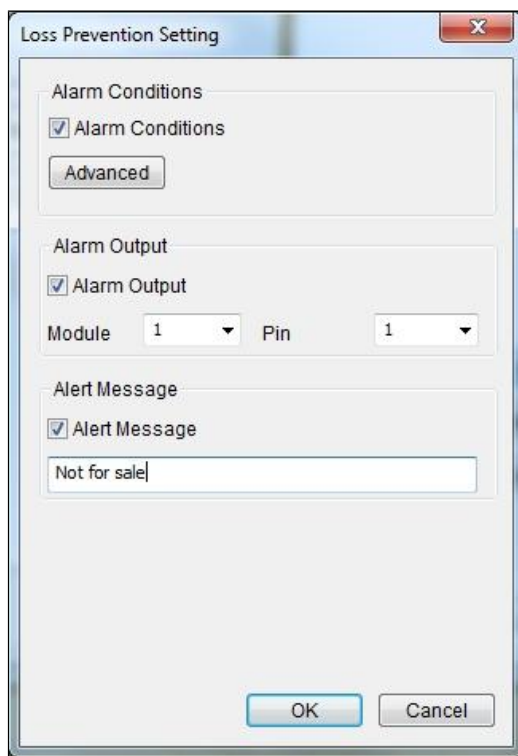 Loss Prevention Setting
Alarm Conditions
Alarm Conditions
Advanced
Alarm Output
Alarm Output
Module 1 Pin 1
Alert Message
Alert Message
Not for sale
OK Cancel